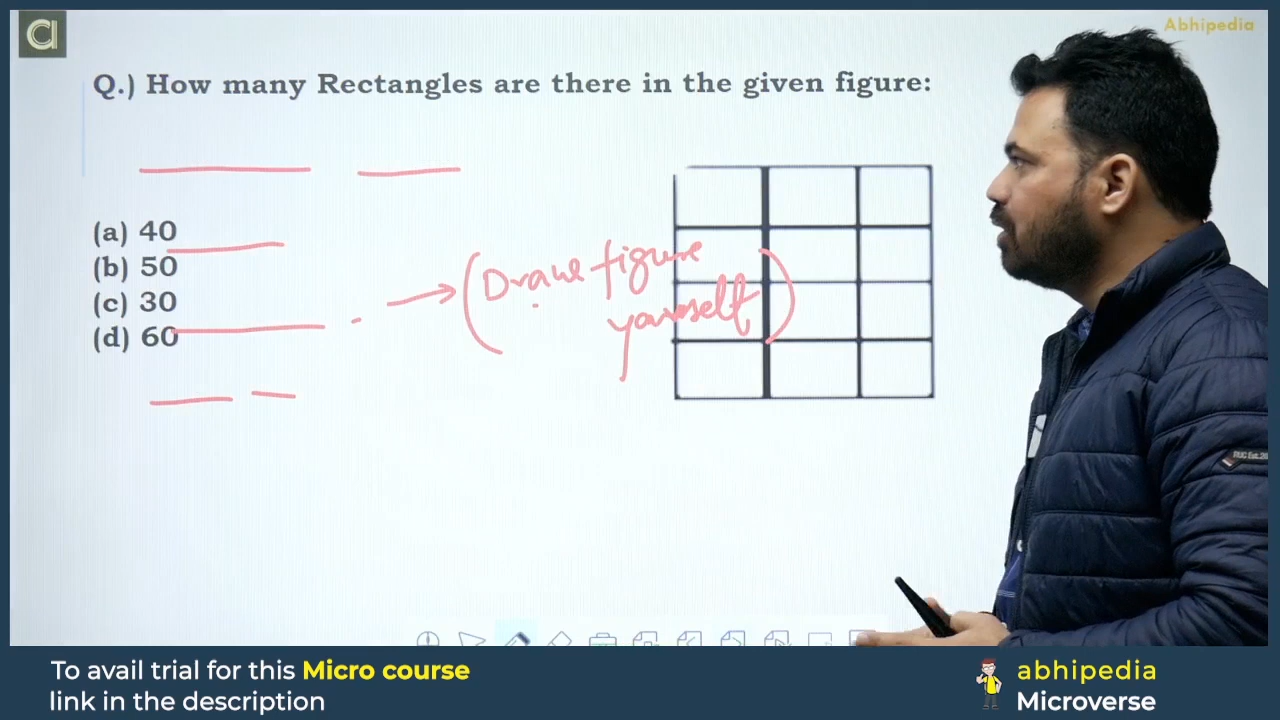 Abhipedia
Q.) How many Rectangles are there in the given figure:
(a) 40
(b) 50
(c) 30
(d) 60
(Draw figure
yourself)
To avail trial for this Micro course
link in the description
abhipedia
Microverse